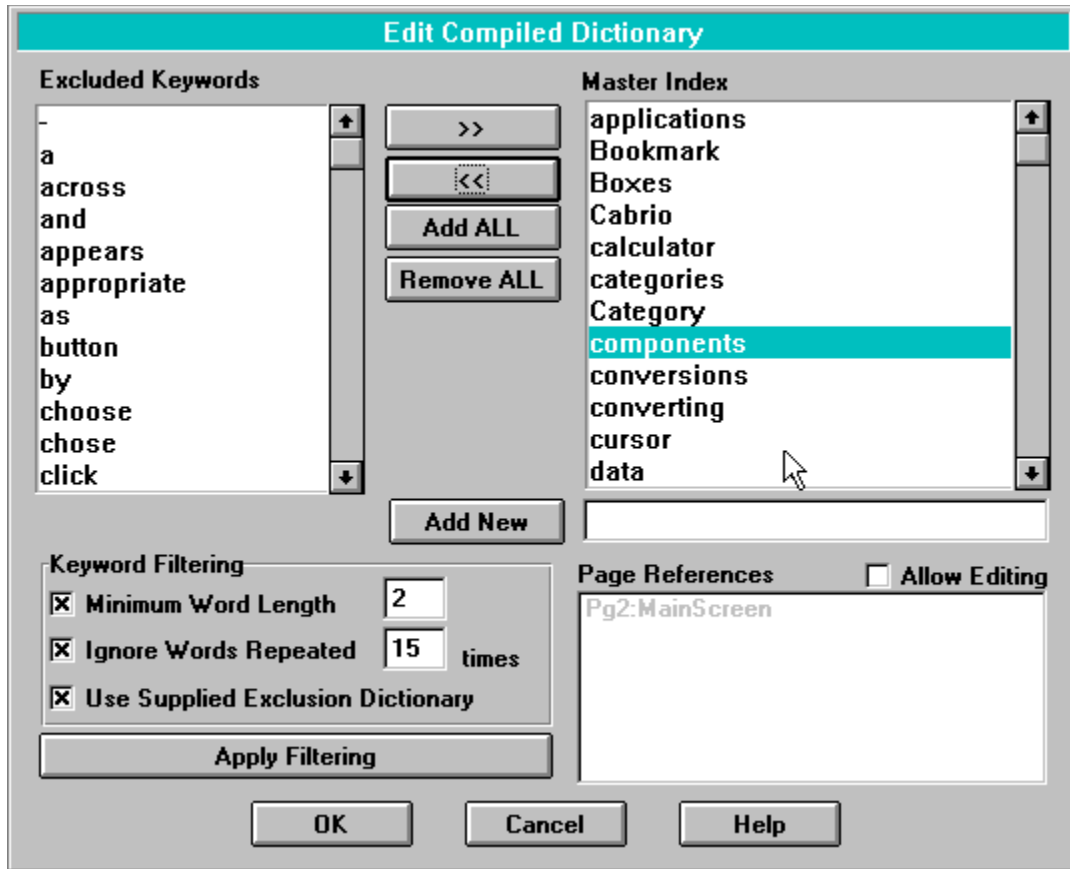 Edit Compiled Dictionary
Excluded Keywords
-
a
across
and
appears
appropriate
as
button
by
choose
chose
click
>>
<<
Add ALL
Remove ALL
Master Index
applications
Bookmark
Boxes
Cabrio
calculator
categories
Category
components
conversions
converting
cursor
data
Add New
Keyword Filtering
Minimum Word Length 2
Ignore Words Repeated 15 times
Use Supplied Exclusion Dictionary
Apply Filtering
Page References Allow Editing
Pg2:MainScreen
OK Cancel Help